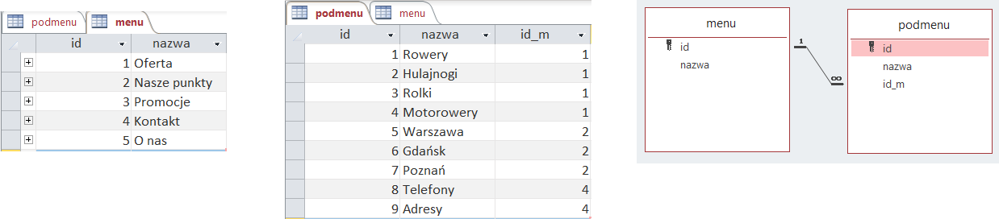 podmenu menu
id nazwa
1 Oferta
2 Nasze punkty
3 Promocje
4 Kontakt
5 O nas
podmenu menu
id nazwa id_m
1 Rowery 1
2 Hulajnogi 1
3 Rolki 1
4 Motorowery 1
5 Warszawa 2
6 Gdańsk 2
7 Poznań 2
8 Telefony 4
9 Adresy 4
menu
id
nazwa
1
∞
podmenu
id
nazwa
id_m